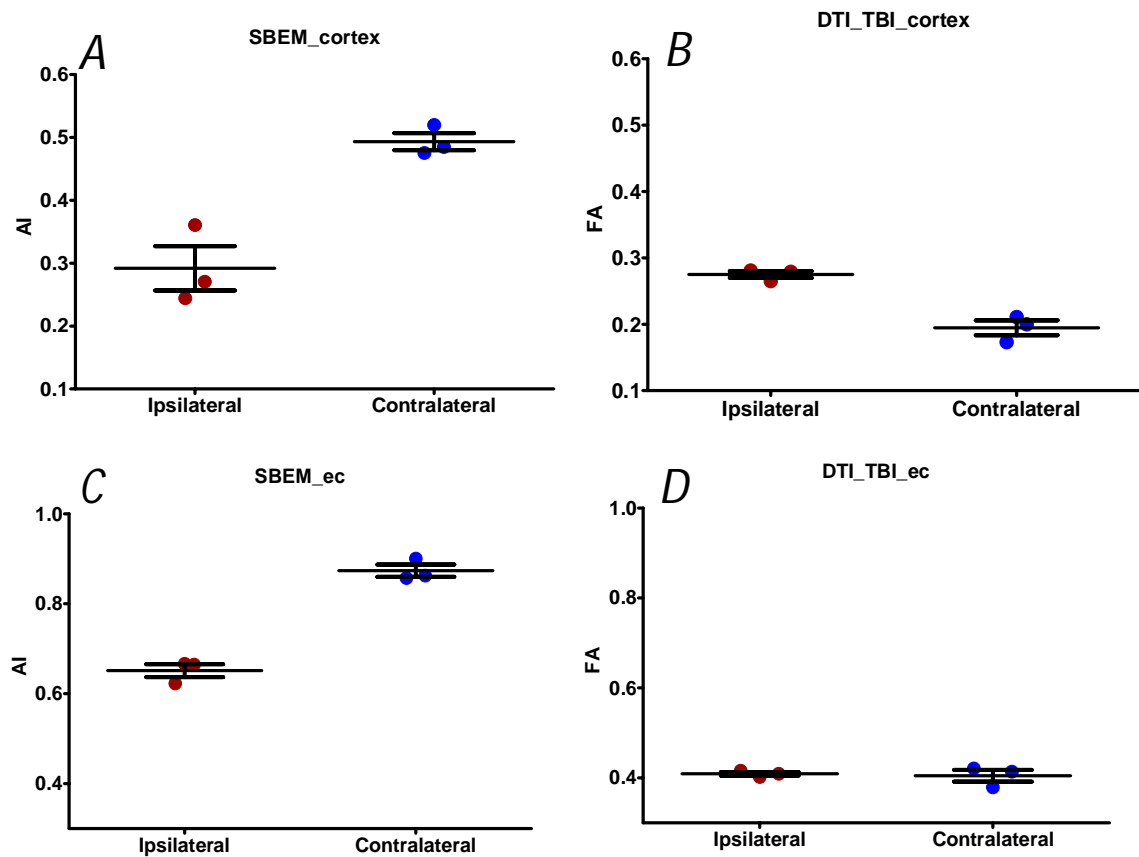 A
SBEM_cortex
0.6
0.5
0.4
0.3
0.2
0.1
AI
Ipsilateral
Contralateral
B
DTI_TBI_cortex
0.6
0.5
0.4
0.3
0.2
0.1
FA
Ipsilateral
Contralateral
C
SBEM_ec
1.0
0.8
0.6
0.4
AI
Ipsilateral
Contralateral
D
DTI_TBI_ec
1.0
0.8
0.6
0.4
FA
Ipsilateral
Contralateral